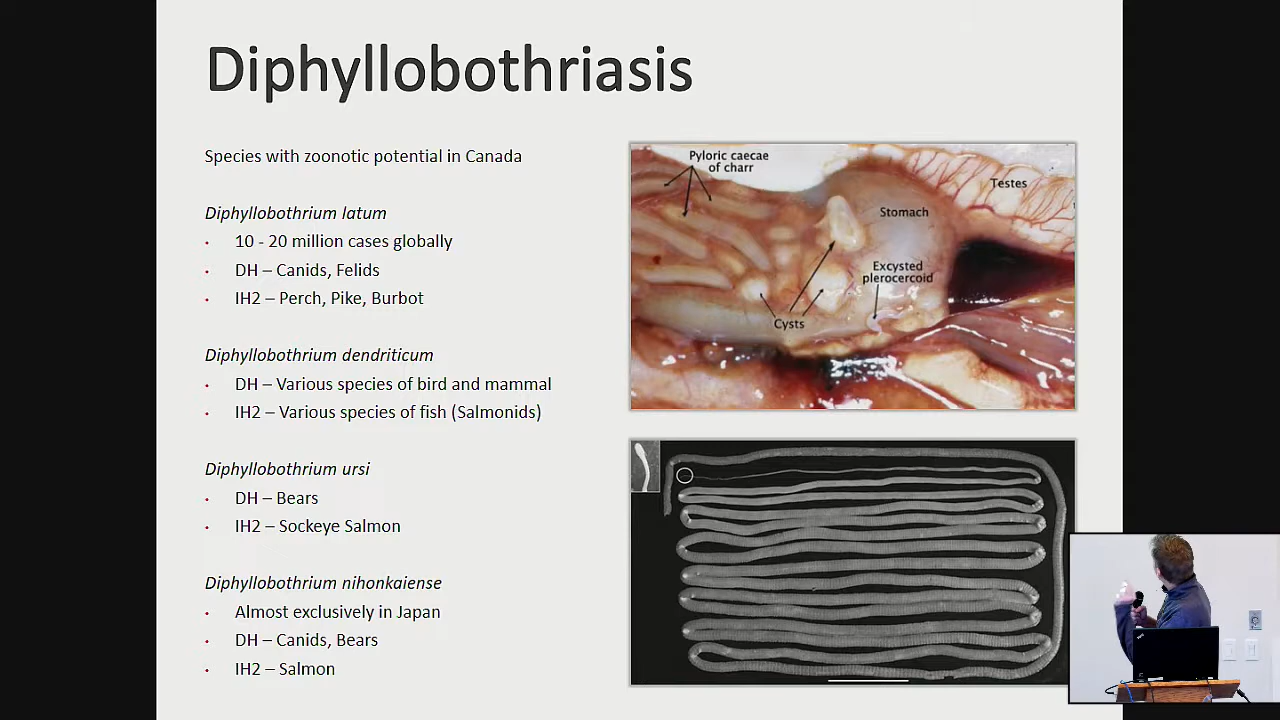 Diphyllobothriasis
Species with zoonotic potential in Canada
Diphyllobothrium latum
• 10 - 20 million cases globally
• DH – Canids, Felids
• IH2 – Perch, Pike, Burbot
Diphyllobothrium dendriticum
• DH – Various species of bird and mammal
• IH2 – Various species of fish (Salmonids)
Diphyllobothrium ursi
• DH – Bears
• IH2 – Sockeye Salmon
Diphyllobothrium nihonkaiense
• Almost exclusively in Japan
• DH – Canids, Bears
• IH2 – Salmon
Pyloric caecae
of charr
Testes
Stomach
Excysted
plerocercoid
Cysts